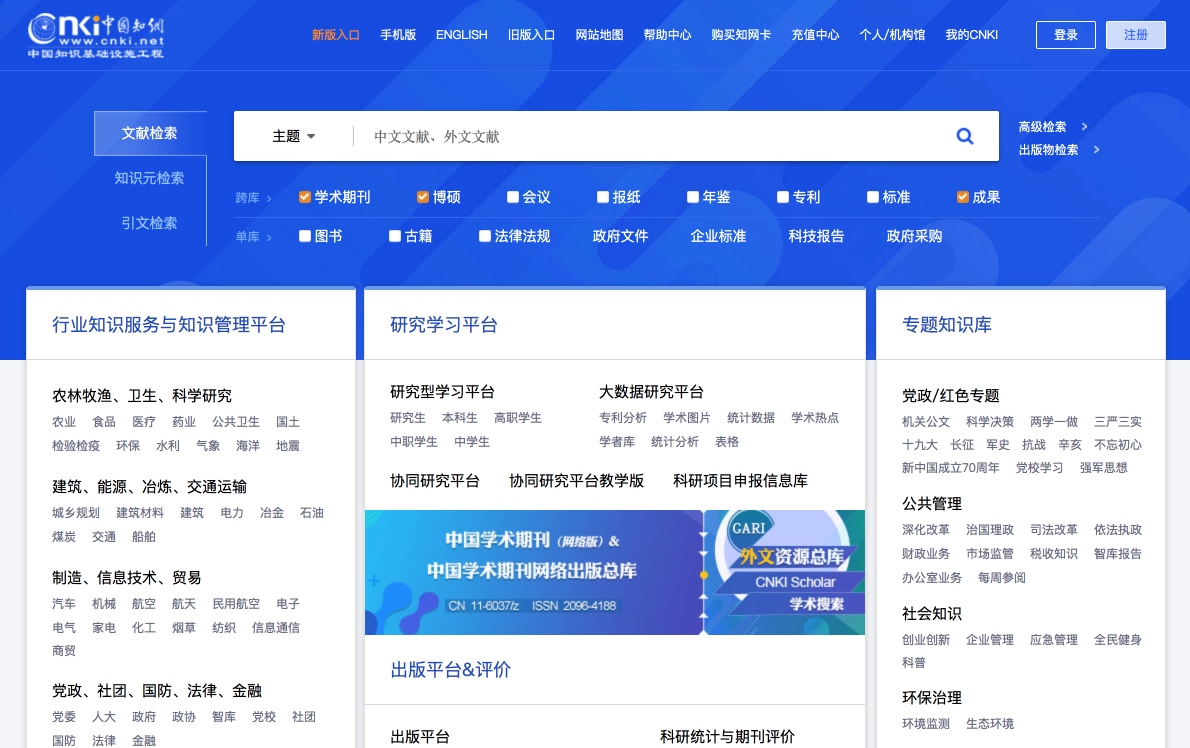 Cnki中国知网
www.cnki.net
中国知识基础设施工程
新版入口 手机版 ENGLISH 旧版入口 网站地图 帮助中心 购买知网卡 充值中心 个人/机构馆 我的CNKI 登录 注册
文献检索
主题 中文文献、外文文献
高级检索 >
出版物检索 >
知识元检索
引文检索
跨库 > 学术期刊 博硕 会议 报纸 年鉴 专利 标准 成果
单库 > 图书 古籍 法律法规 政府文件 企业标准 科技报告 政府采购
行业知识服务与知识管理平台
农林牧渔、卫生、科学研究
农业 食品 医疗 药业 公共卫生 国土
检验检疫 环保 水利 气象 海洋 地震
建筑、能源、冶炼、交通运输
城乡规划 建筑材料 建筑 电力 冶金 石油
煤炭 交通 船舶
制造、信息技术、贸易
汽车 机械 航空 航天 民用航空 电子
电气 家电 化工 烟草 纺织 信息通信
商贸
党政、社团、国防、法律、金融
党委 人大 政府 政协 智库 党校 社团
国防 法律 金融
研究学习平台
研究型学习平台
研究生 本科生 高职学生
中职学生 中学生
大数据研究平台
专利分析 学术图片 统计数据 学术热点
学者库 统计分析 表格
协同研究平台 协同研究平台教学版 科研项目申报信息库
中国学术期刊（网络版）&
中国学术期刊网络出版总库
CN 11-6037/z ISSN 2096-4188
GARI
外文资源总库
CNKI Scholar
学术搜索
出版平台&评价
出版平台 科研统计与期刊评价
专题知识库
党政/红色专题
机关公文 科学决策 两学一做 三严三实
十九大 长征 军史 抗战 辛亥 不忘初心
新中国成立70周年 党校学习 强军思想
公共管理
深化改革 治国理政 司法改革 依法执政
财政业务 市场监管 税收知识 智库报告
办公室业务 每周参阅
社会知识
创业创新 企业管理 应急管理 全民健身
科普
环保治理
环境监测 生态环境